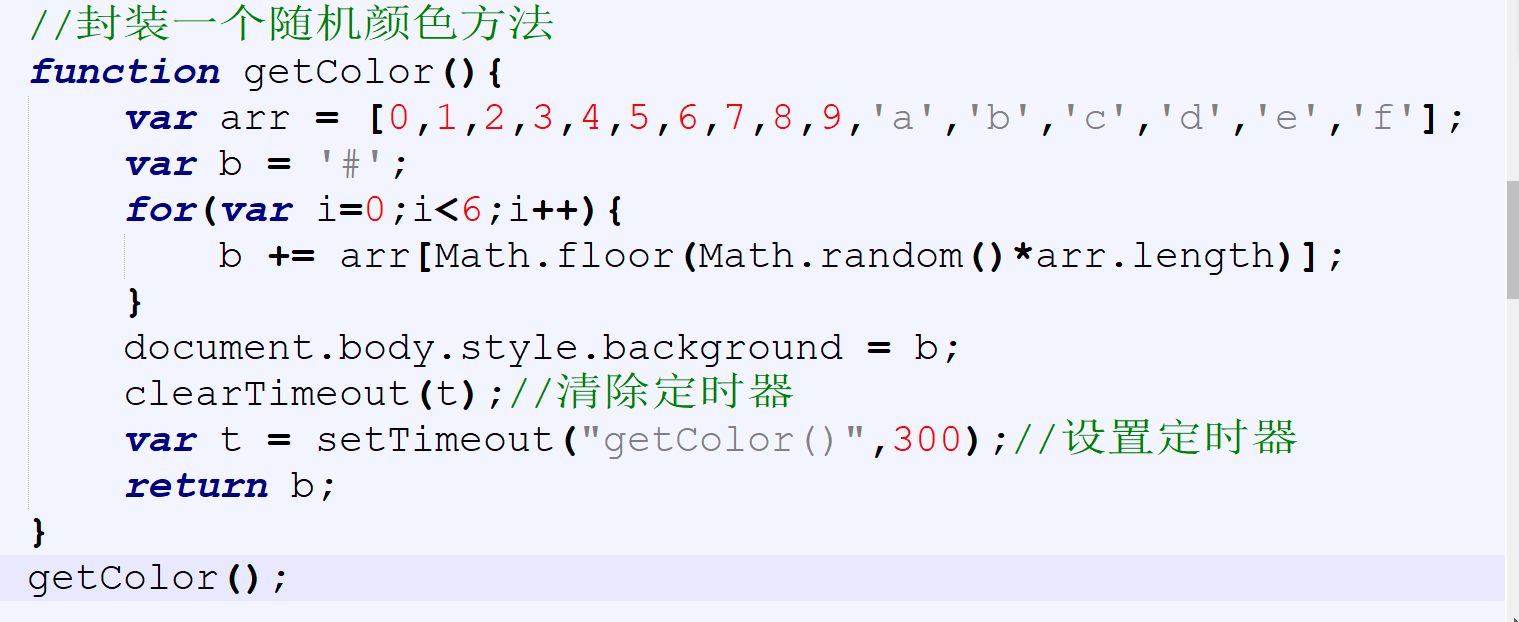 //封装一个随机颜色方法
function getColor(){
    var arr = [0,1,2,3,4,5,6,7,8,9,'a','b','c','d','e','f'];
    var b = '#';
    for(var i=0;i<6;i++){
        b += arr[Math.floor(Math.random()*arr.length)];
    }
    document.body.style.background = b;
    clearTimeout(t);//清除定时器
    var t = setTimeout("getColor()",300);//设置定时器
    return b;
}
getColor();